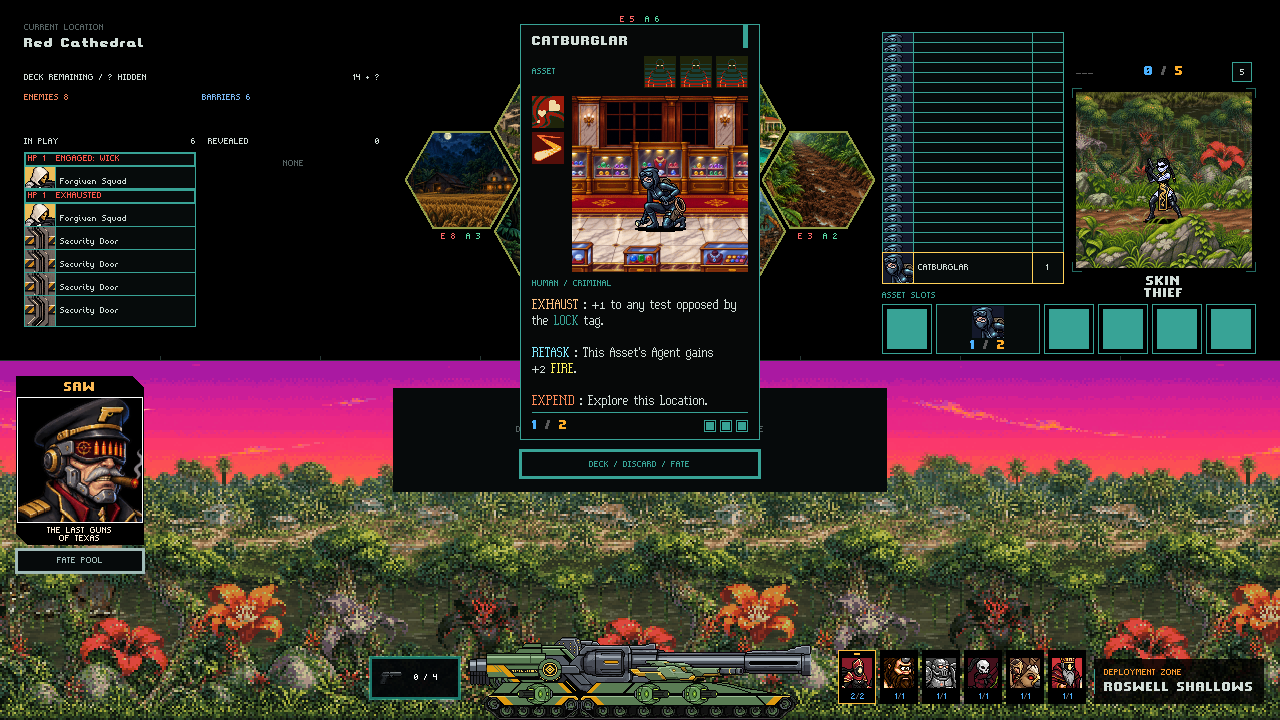 CURRENT LOCATION
Red Cathedral
DECK REMAINING / ? HIDDEN
14 + ?
ENEMIES 8
BARRIERS 6
IN PLAY
REVEALED
0
HP 1 ENGAGED: WICK
Forgiven Squad
HP 1 EXHAUSTED
Forgiven Squad
Security Door
Security Door
Security Door
Security Door
NONE
E 8 A 3
E 5 A 6
CATBURGLAR
ASSET
HUMAN / CRIMINAL
EXHAUST : +1 to any test opposed by
the LOCK tag.
RETASK : This Asset's Agent gains
+2 FIRE.
EXPEND : Explore this Location.
1 / 2
DECK / DISCARD / FATE
E 3 A 2
CATBURGLAR
1
ASSET SLOTS
1 / 2
---
0 / 5
5
SKIN
THIEF
SAW
THE LAST GUNS
OF TEXAS
FATE POOL
0 / 4
2/2
1/1
1/1
1/1
1/1
1/1
DEPLOYMENT ZONE
ROSWELL SHALLOWS